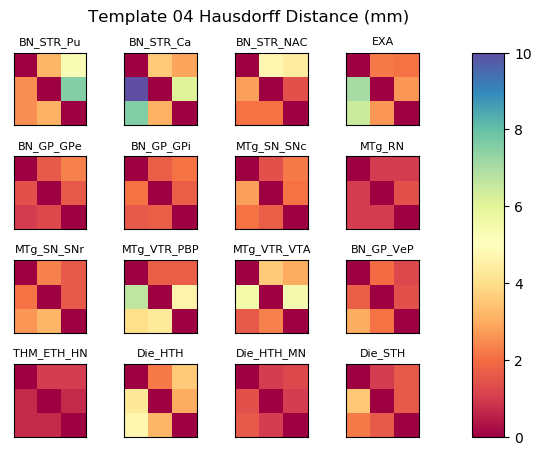 Template 04 Hausdorff Distance (mm)
BN_STR_Pu BN_STR_Ca BN_STR_NAC EXA
BN_GP_GPe BN_GP_GPi MTg_SN_SNc MTg_RN
MTg_SN_SNr MTg_VTR_PBP MTg_VTR_VTA BN_GP_VeP
THM_ETH_HN Die_HTH Die_HTH_MN Die_STH
10
8
6
4
2
0